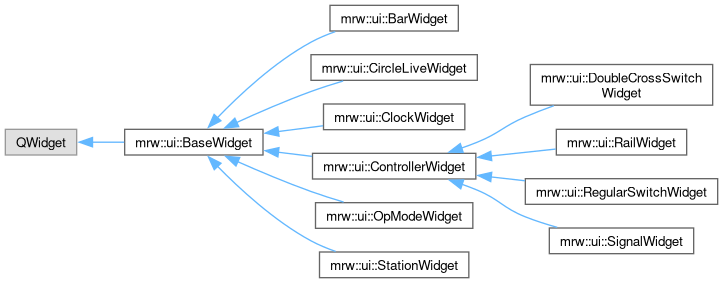 QWidget
mrw::ui::BaseWidget
mrw::ui::BarWidget
mrw::ui::CircleLiveWidget
mrw::ui::ClockWidget
mrw::ui::ControllerWidget
mrw::ui::OpModeWidget
mrw::ui::StationWidget
mrw::ui::DoubleCrossSwitch
Widget
mrw::ui::RailWidget
mrw::ui::RegularSwitchWidget
mrw::ui::SignalWidget